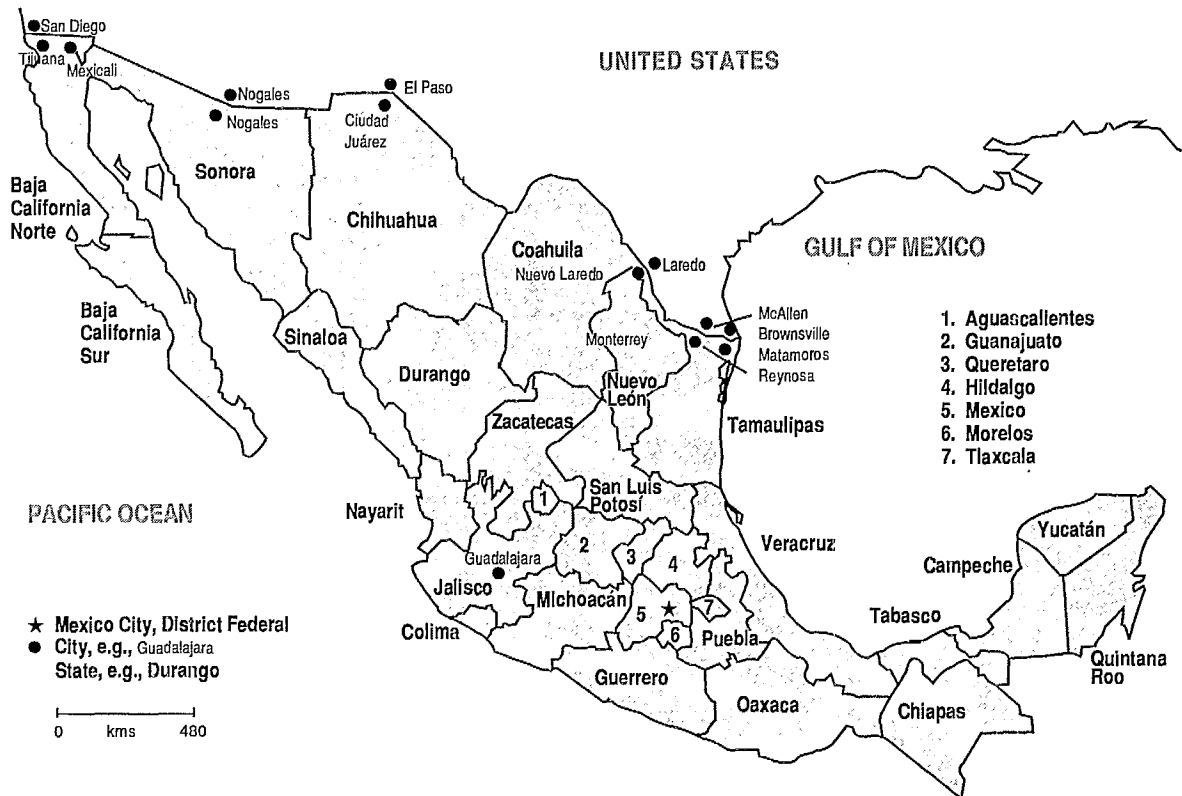 San Diego
Tijuana
Mexicali
UNITED STATES
Nogales
Nogales
El Paso
Ciudad
Juárez
Sonora
Baja
California
Norte
Chihuahua
Coahuila
GULF OF MEXICO
Nuevo Laredo
Laredo
Baja
California
Sur
Sinaloa
Monterrey
McAllen
Brownsville
Matamoros
Reynosa
Durango
Nuevo
León
Zacatecas
Tamaulipas
1. Aguascalientes
2. Guanajuato
3. Queretaro
4. Hildalgo
5. Mexico
6. Morelos
7. Tlaxcala
PACIFIC OCEAN
Nayarit
1
San Luis
Potosí
2
3
4
Veracruz
Yucatán
Campeche
Guadalajara
Jalisco
Michoacán
5
6
7
Puebla
Tabasco
Colima
Quintana
Roo
Guerrero
Oaxaca
Chiapas
★ Mexico City, District Federal
● City, e.g., Guadalajara
State, e.g., Durango
0 kms 480